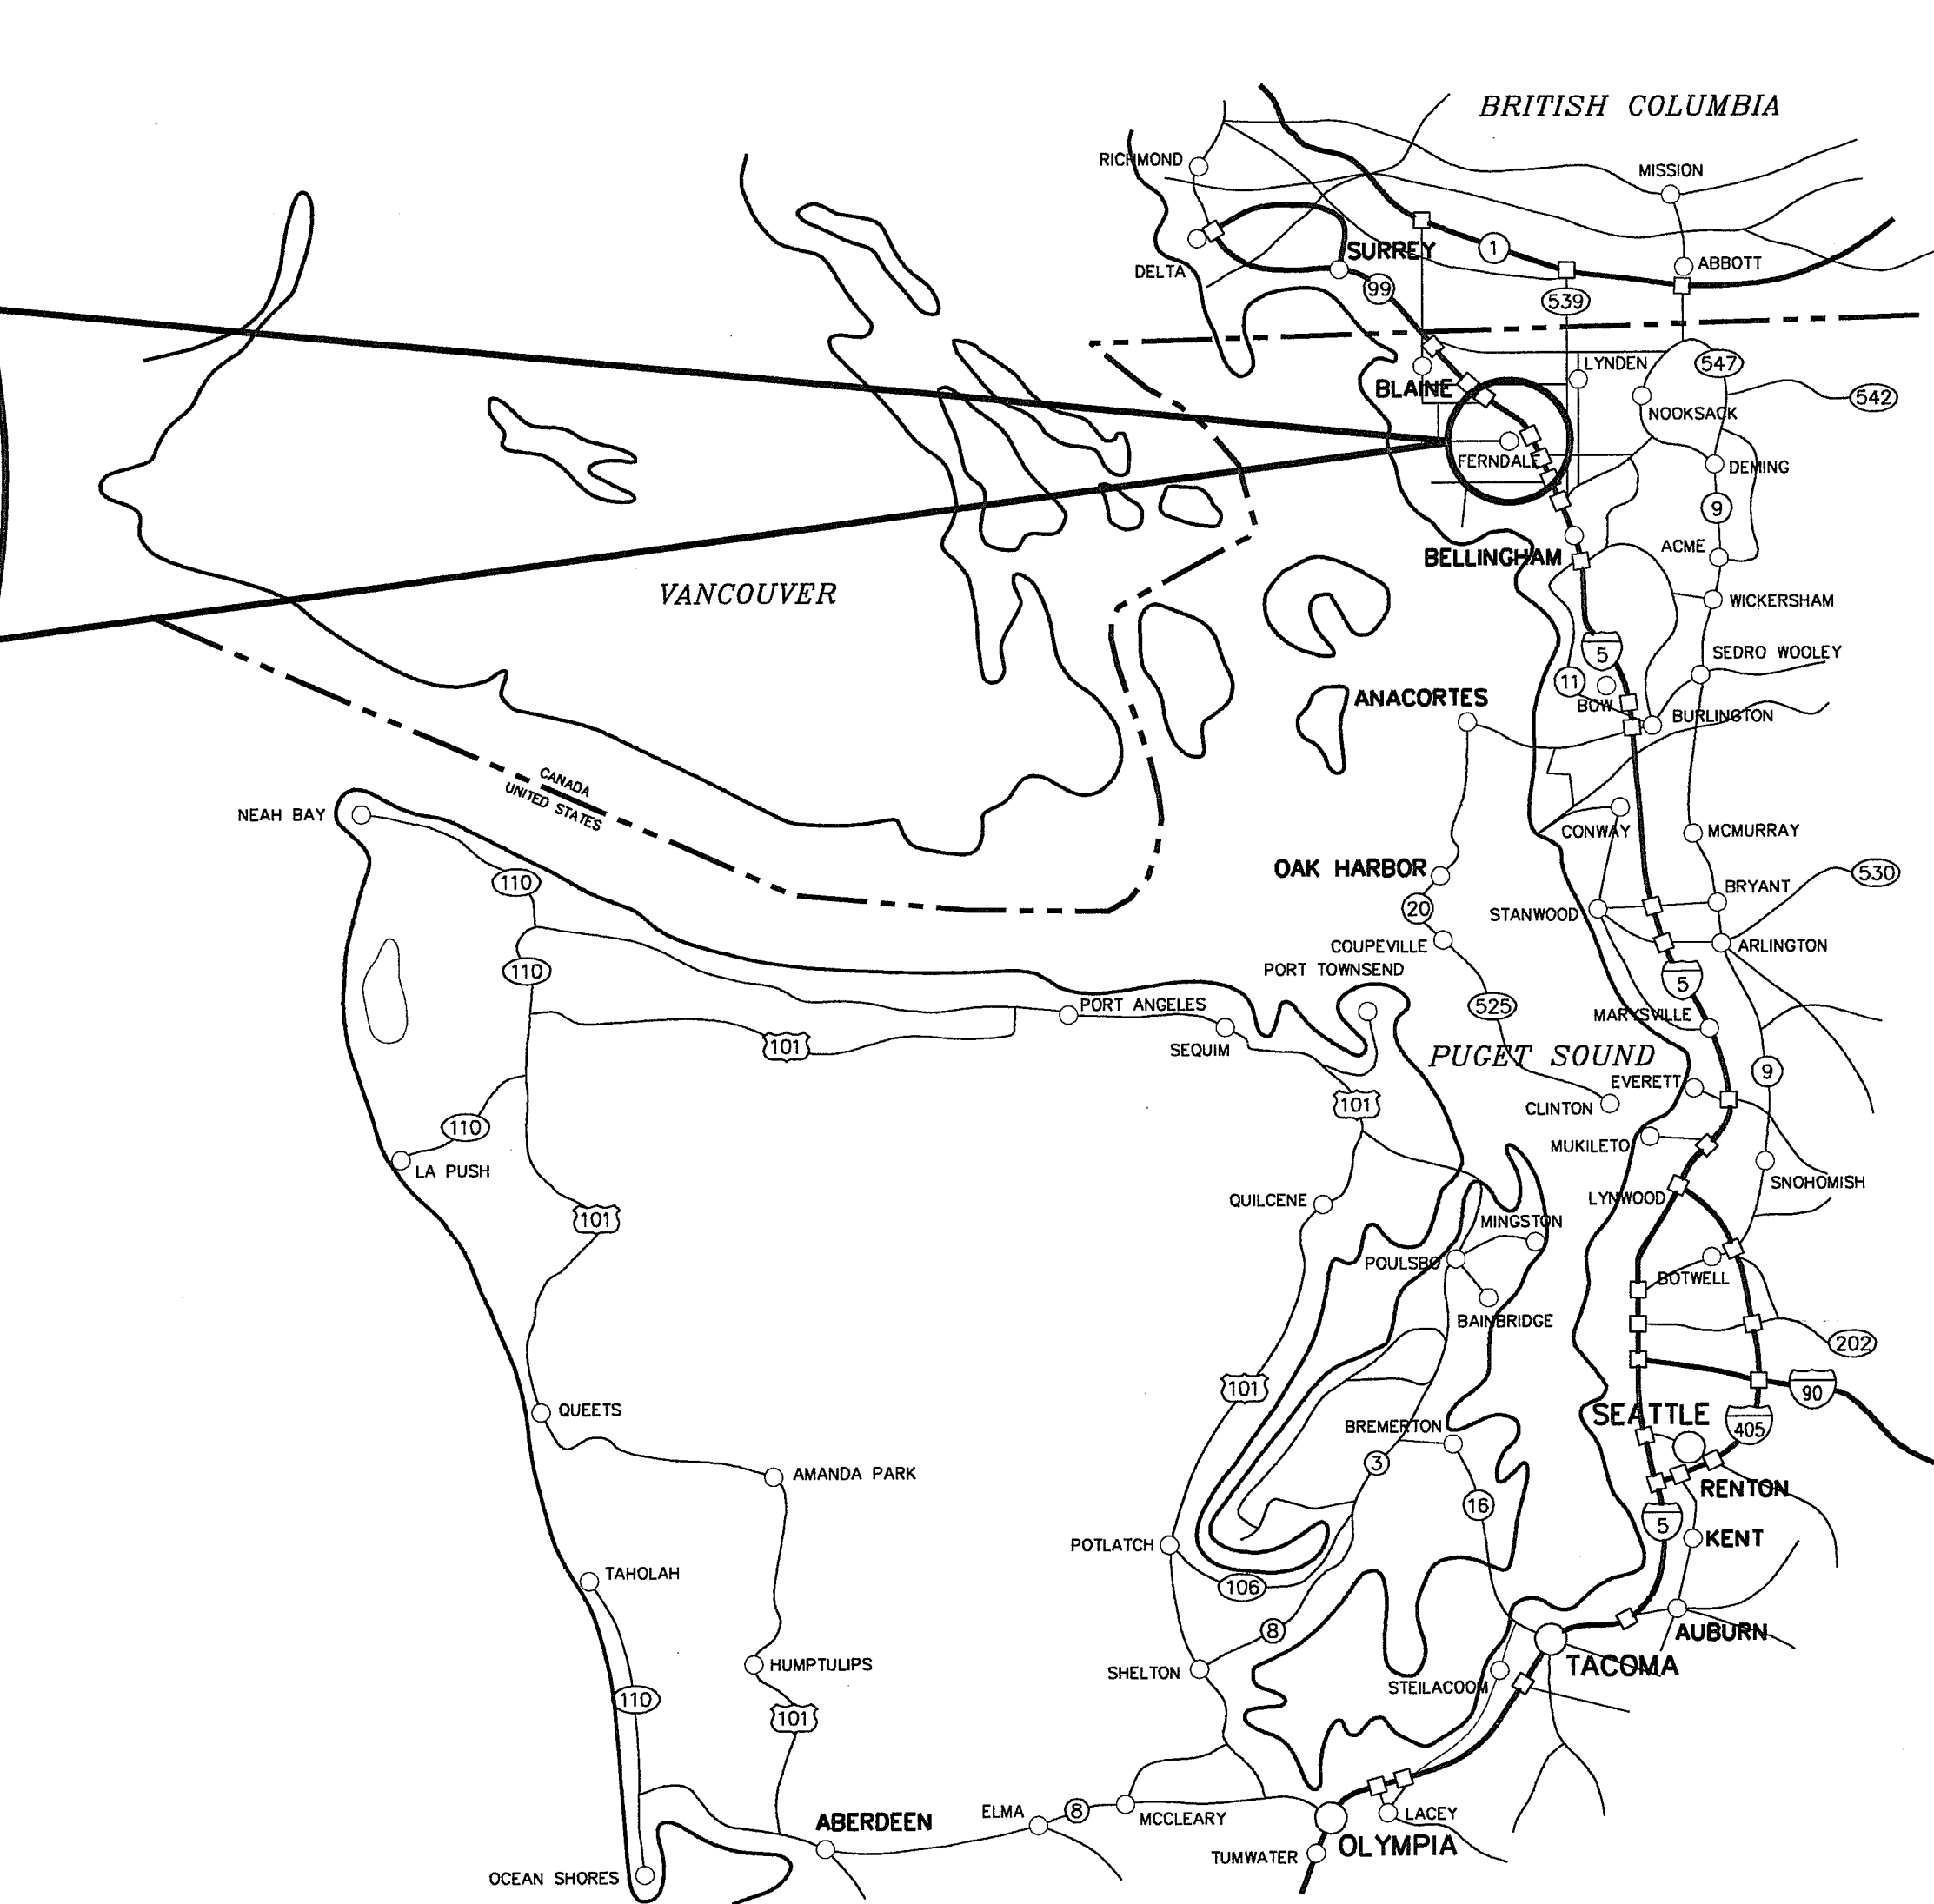 BRITISH COLUMBIA
RICHMOND
MISSION
SURREY
1
DELTA
ABBOTT
99
539
LYNDEN
547
BLAINE
542
NOOKSACK
FERNDALE
DEMING
9
BELLINGHAM
ACME
VANCOUVER
WICKERSHAM
5
SEDRO WOOLEY
11
ANACORTES
BOW
BURLINGTON
CANADA
UNITED STATES
NEAH BAY
CONWAY
MCMURRAY
OAK HARBOR
530
110
BRYANT
20
STANWOOD
COUPEVILLE
ARLINGTON
110
PORT TOWNSEND
5
PORT ANGELES
525
MARYSVILLE
101
SEQUIM
PUGET SOUND
9
EVERETT
101
CLINTON
110
MUKILETO
LA PUSH
SNOHOMISH
QUILCENE
LYNWOOD
101
MINGSTON
POULSBO
BOTWELL
BAINBRIDGE
202
101
90
QUEETS
SEATTLE
405
BREMERTON
3
AMANDA PARK
RENTON
16
5
KENT
POTLATCH
TAHOLAH
106
8
AUBURN
HUMPTULIPS
TACOMA
SHELTON
STEILACOOM
110
101
ELMA
8
LACEY
ABERDEEN
MCCLEARY
OLYMPIA
TUMWATER
OCEAN SHORES